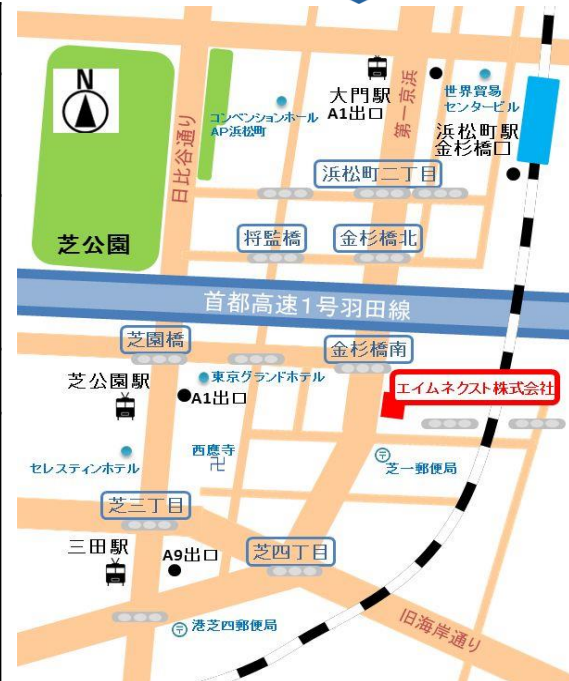 N
大門駅
A1出口
世界貿易
センタービル
コンベンションホール
AP浜松町
第一京浜
浜松町駅
金杉橋口
日比谷通り
浜松町二丁目
芝公園
将監橋
金杉橋北
首都高速1号羽田線
芝園橋
金杉橋南
芝公園駅
東京グランドホテル
A1出口
エイムネクスト株式会社
西應寺
卍
〒
芝一郵便局
セレスティンホテル
芝三丁目
三田駅
A9出口
芝四丁目
〒
港芝四郵便局
旧海岸通り